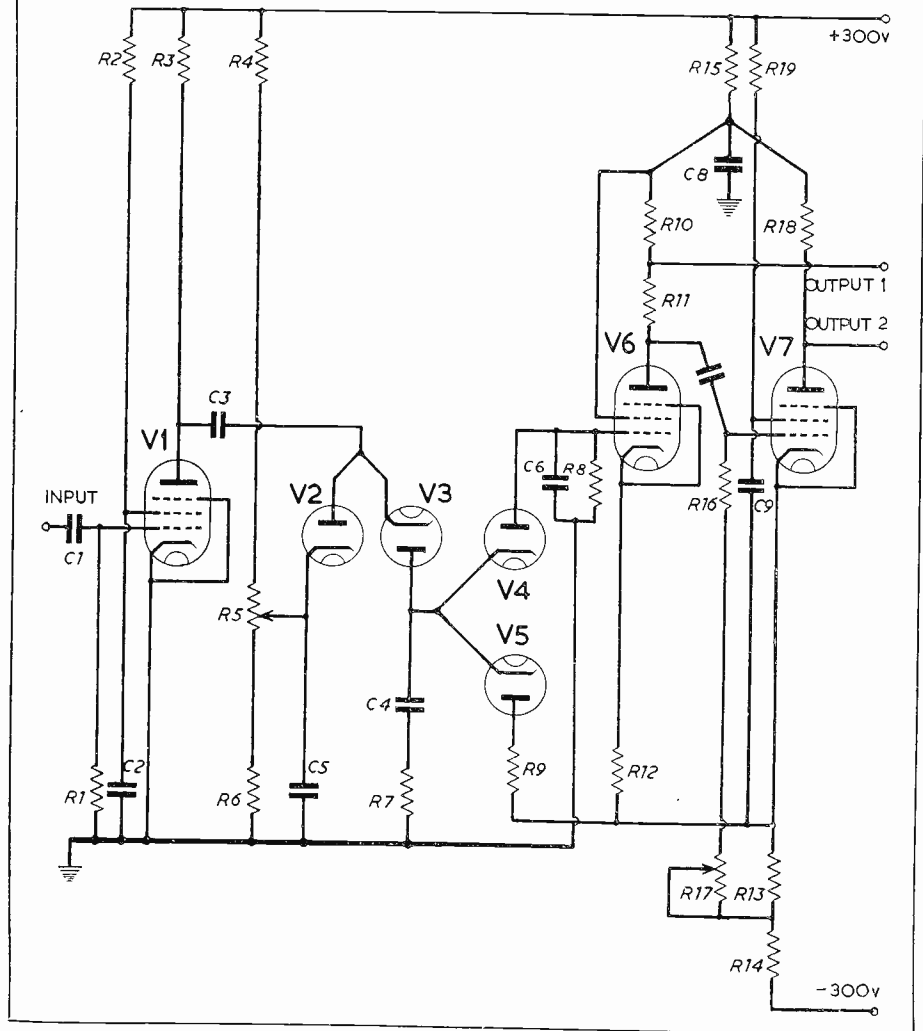 +300v
R2
R3
R4
R15
R19
C8
R10
R18
OUTPUT 1
R11
OUTPUT 2
V6
V7
C3
V1
INPUT
C1
V2
V3
C6
R8
R16
C9
V4
R5
V5
C4
R9
R12
R1
C2
R6
C5
R7
R17
R13
R14
-300v